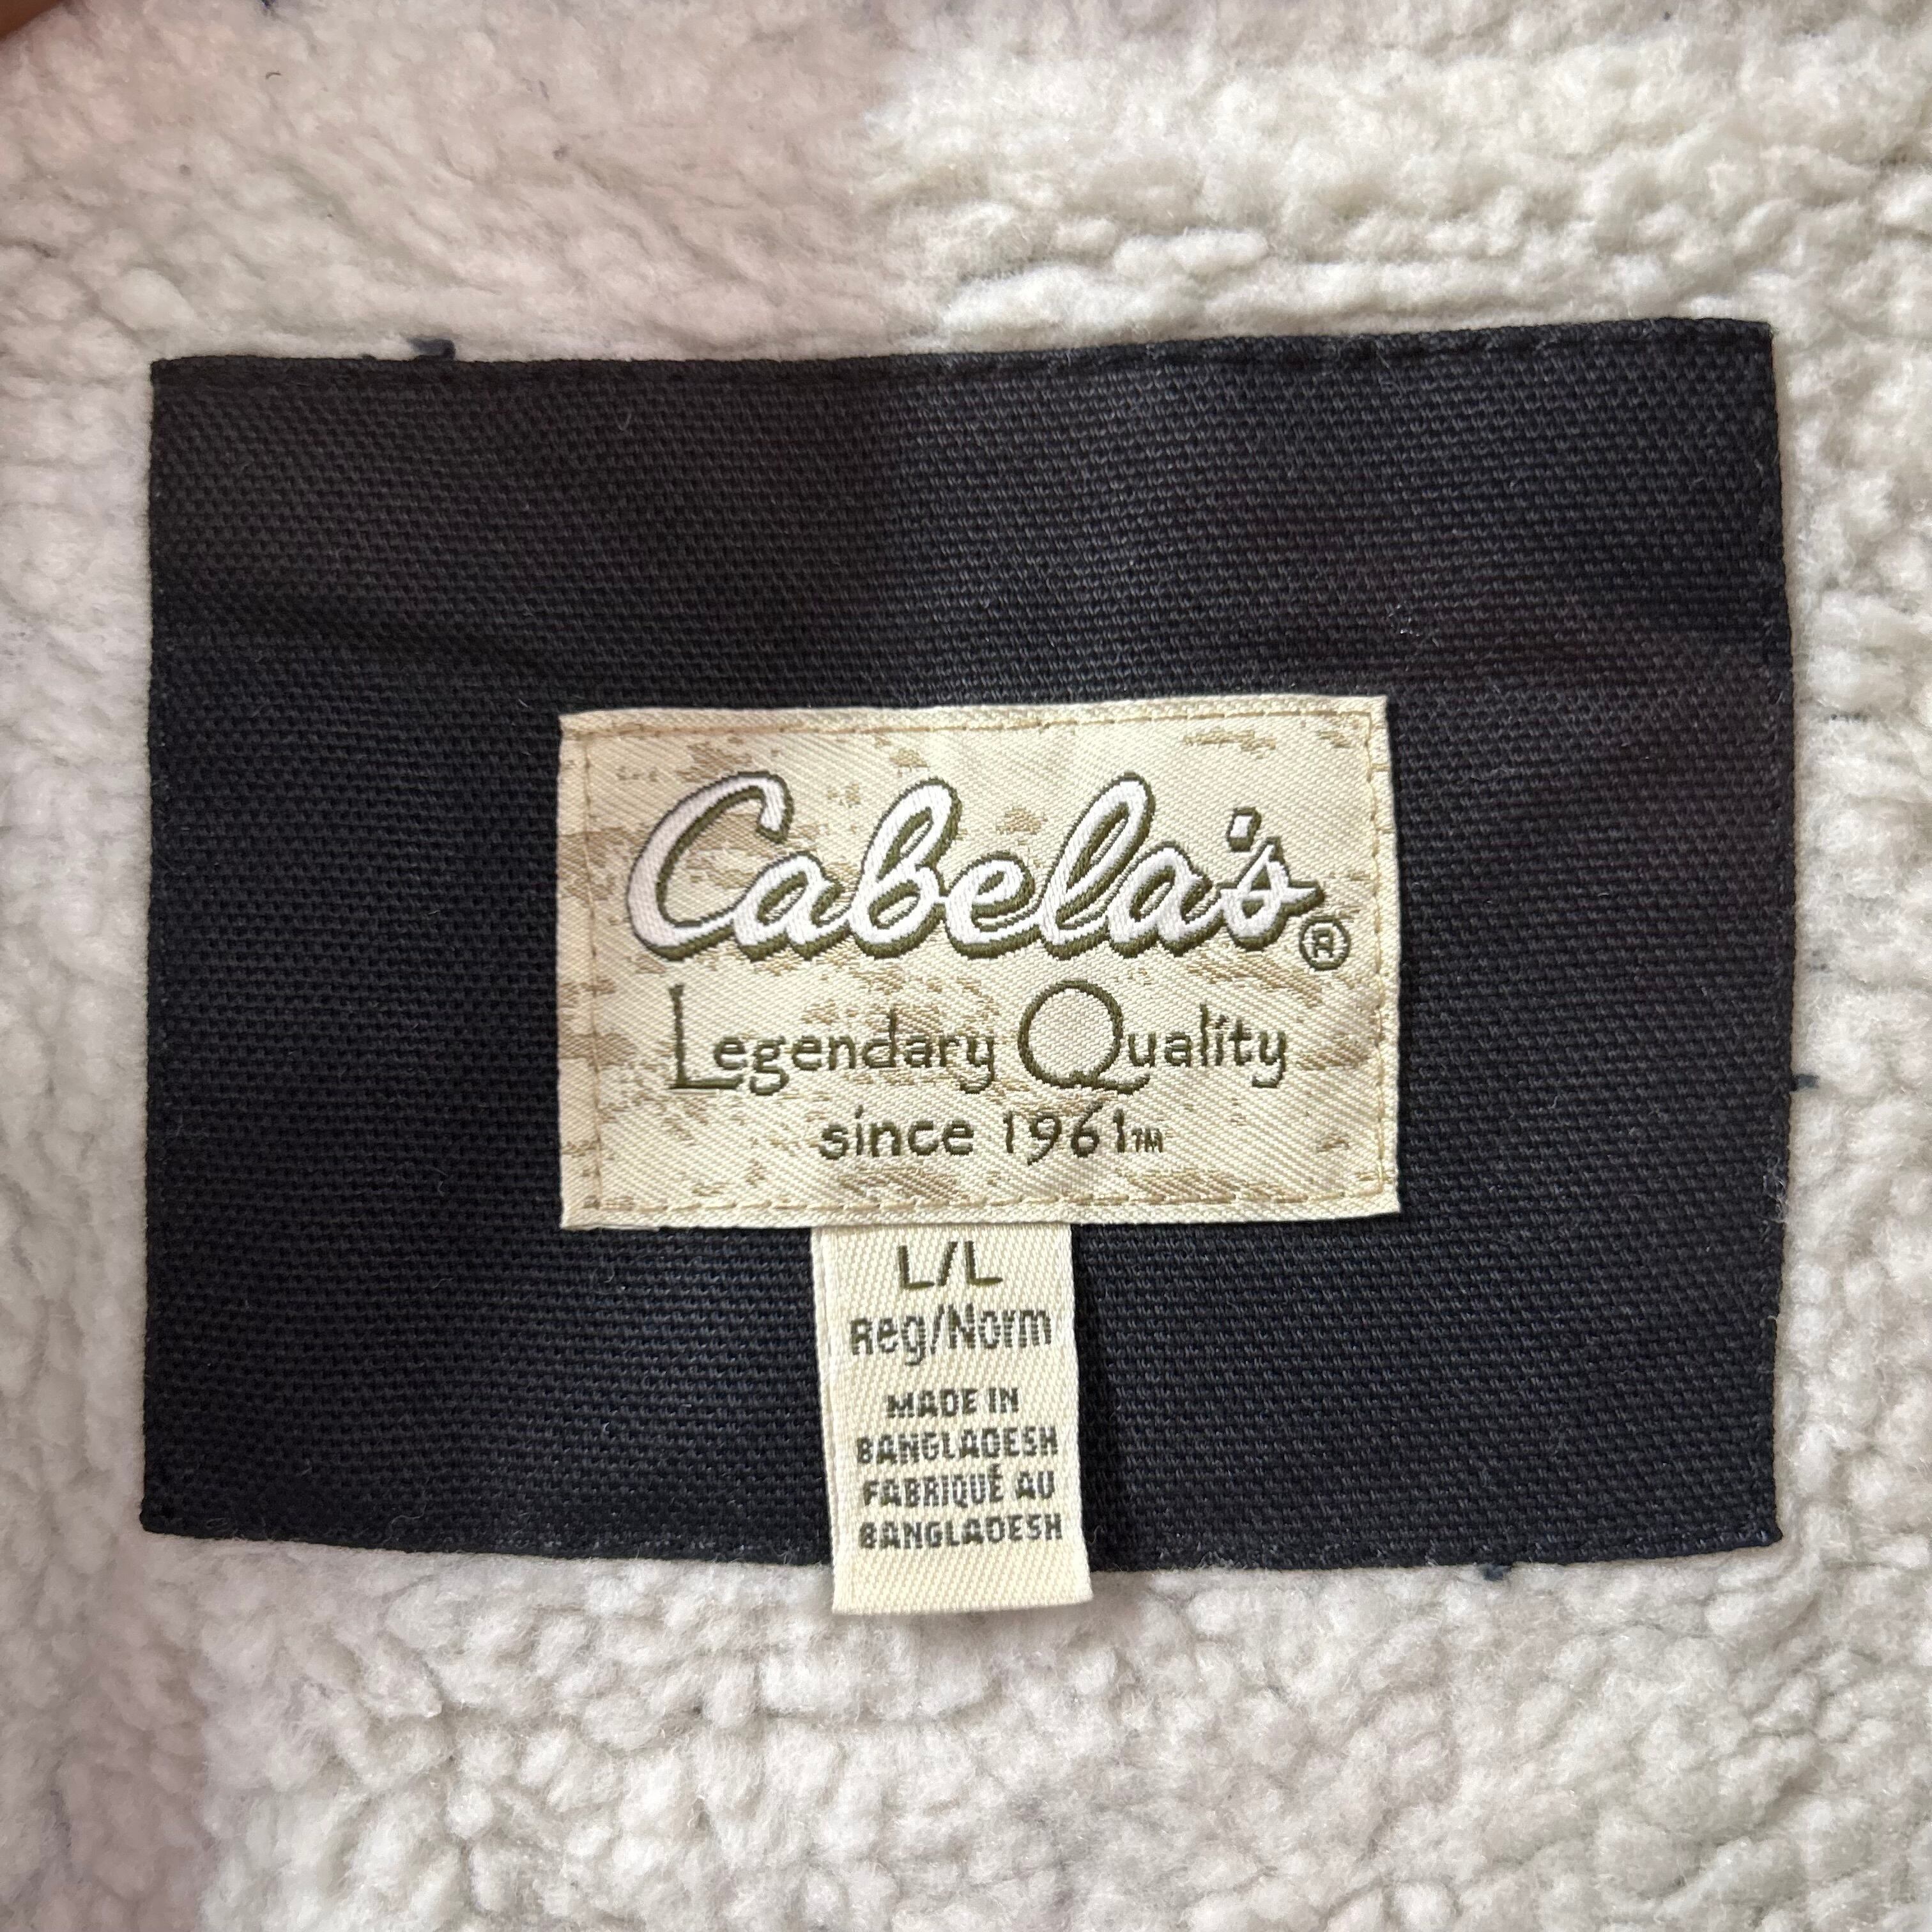 Cabela's®
Legendary Quality
since 1961™
L/L
Reg/Norm
MADE IN
BANGLADESH
FABRIQUÉ AU
BANGLADESH